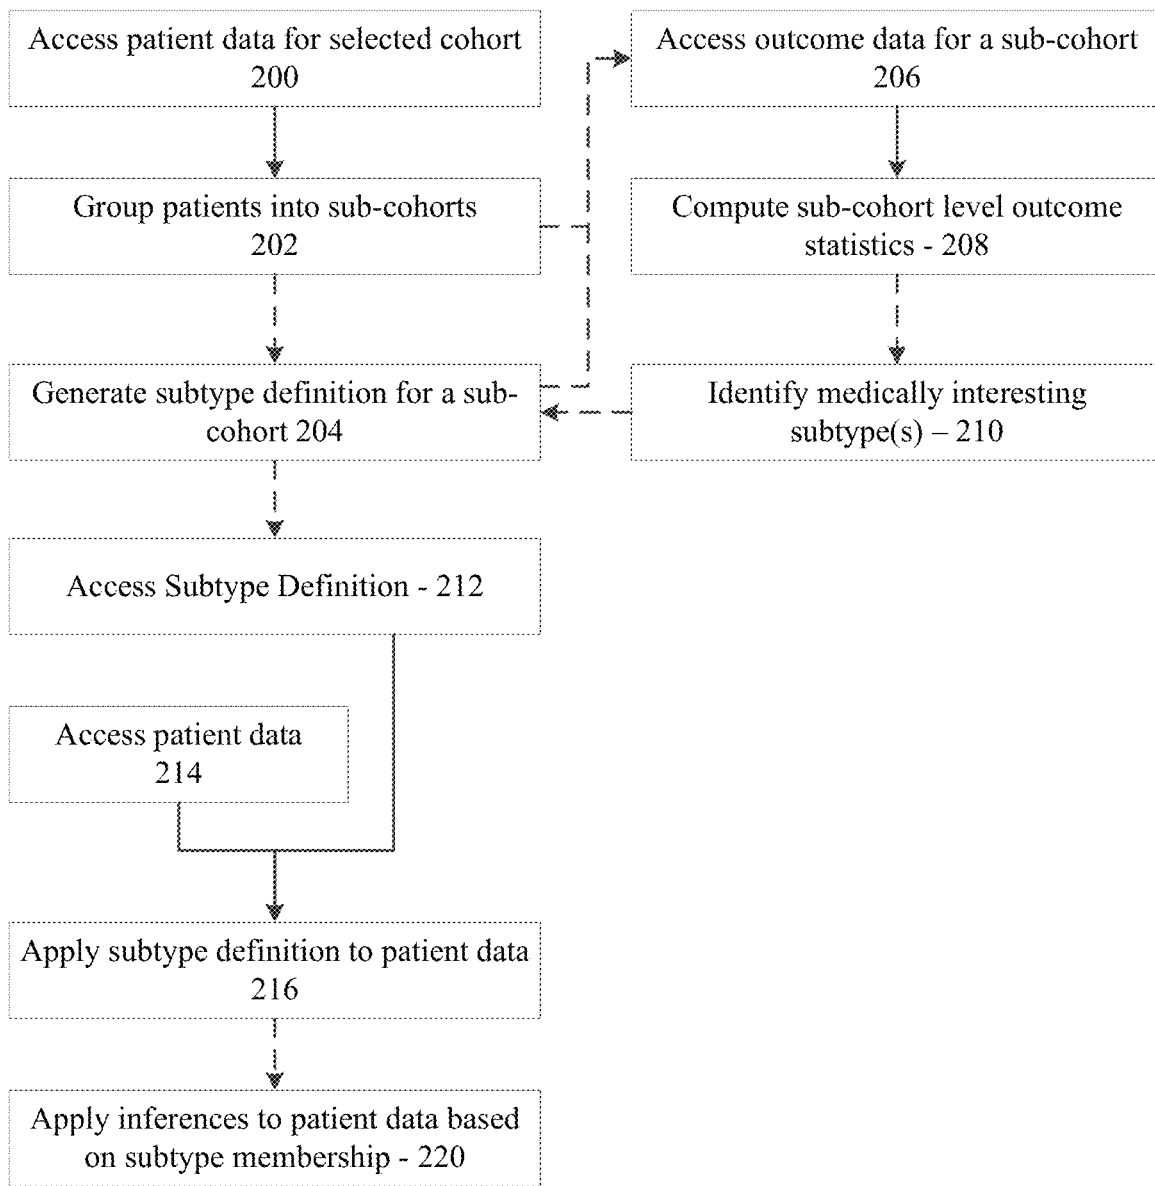 Access patient data for selected cohort
200
Access outcome data for a sub-cohort
206
Group patients into sub-cohorts
202
Compute sub-cohort level outcome
statistics - 208
Generate subtype definition for a sub-
cohort 204
Identify medically interesting
subtype(s) – 210
Access Subtype Definition - 212
Access patient data
214
Apply subtype definition to patient data
216
Apply inferences to patient data based
on subtype membership - 220